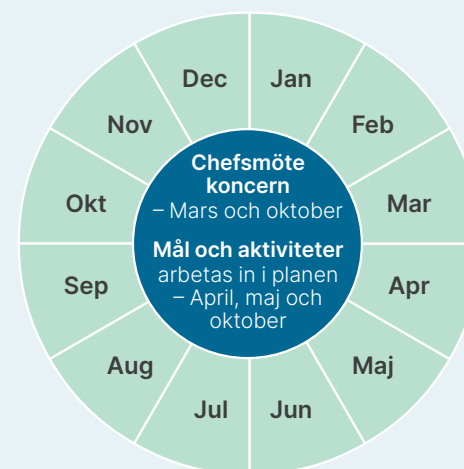 Jan
Feb
Mar
Apr
Maj
Jun
Jul
Aug
Sep
Okt
Nov
Dec
Chefsmöte
koncern
– Mars och oktober
Mål och aktiviteter
arbetas in i planen
– April, maj och
oktober